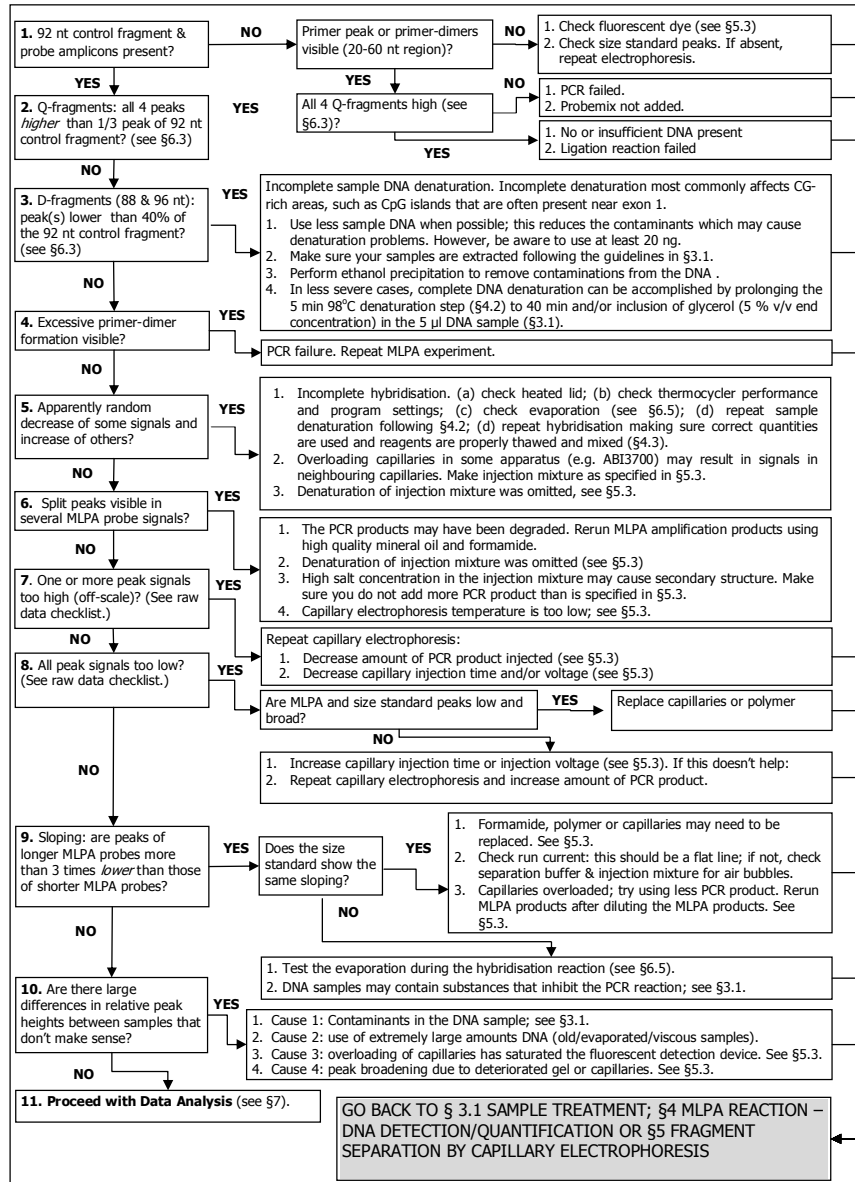 1. 92 nt control fragment &
probe amplicons present?
NO
Primer peak or primer-dimers
visible (20-60 nt region)?
NO
1. Check fluorescent dye (see §5.3)
2. Check size standard peaks. If absent,
repeat electrophoresis.
YES
YES
2. Q-fragments: all 4 peaks
higher than 1/3 peak of 92 nt
control fragment? (see §6.3)
YES
All 4 Q-fragments high (see
§6.3)?
NO
1. PCR failed.
2. Probemix not added.
YES
1. No or insufficient DNA present
2. Ligation reaction failed
NO
3. D-fragments (88 & 96 nt):
peak(s) lower than 40% of
the 92 nt control fragment?
(see §6.3)
YES
Incomplete sample DNA denaturation. Incomplete denaturation most commonly affects CG-
rich areas, such as CpG islands that are often present near exon 1.
1. Use less sample DNA when possible; this reduces the contaminants which may cause
denaturation problems. However, be aware to use at least 20 ng.
2. Make sure your samples are extracted following the guidelines in §3.1.
3. Perform ethanol precipitation to remove contaminations from the DNA .
4. In less severe cases, complete DNA denaturation can be accomplished by prolonging the
5 min 98°C denaturation step (§4.2) to 40 min and/or inclusion of glycerol (5 % v/v end
concentration) in the 5 µl DNA sample (§3.1).
NO
4. Excessive primer-dimer
formation visible?
YES
PCR failure. Repeat MLPA experiment.
NO
5. Apparently random
decrease of some signals and
increase of others?
YES
1. Incomplete hybridisation. (a) check heated lid; (b) check thermocycler performance
and program settings; (c) check evaporation (see §6.5); (d) repeat sample
denaturation following §4.2; (d) repeat hybridisation making sure correct quantities
are used and reagents are properly thawed and mixed (§4.3).
2. Overloading capillaries in some apparatus (e.g. ABI3700) may result in signals in
neighbouring capillaries. Make injection mixture as specified in §5.3.
3. Denaturation of injection mixture was omitted, see §5.3.
NO
6. Split peaks visible in
several MLPA probe signals?
YES
1. The PCR products may have been degraded. Rerun MLPA amplification products using
high quality mineral oil and formamide.
2. Denaturation of injection mixture was omitted (see §5.3)
3. High salt concentration in the injection mixture may cause secondary structure. Make
sure you do not add more PCR product than is specified in §5.3.
4. Capillary electrophoresis temperature is too low; see §5.3.
NO
7. One or more peak signals
too high (off-scale)? (See raw
data checklist.)
YES
Repeat capillary electrophoresis:
1. Decrease amount of PCR product injected (see §5.3)
2. Decrease capillary injection time and/or voltage (see §5.3)
NO
8. All peak signals too low?
(See raw data checklist.)
YES
Are MLPA and size standard peaks low and
broad?
YES
Replace capillaries or polymer
NO
1. Increase capillary injection time or injection voltage (see §5.3). If this doesn't help:
2. Repeat capillary electrophoresis and increase amount of PCR product.
NO
9. Sloping: are peaks of
longer MLPA probes more
than 3 times lower than those
of shorter MLPA probes?
YES
Does the size
standard show the
same sloping?
YES
1. Formamide, polymer or capillaries may need to be
replaced. See §5.3.
2. Check run current: this should be a flat line; if not, check
separation buffer & injection mixture for air bubbles.
3. Capillaries overloaded; try using less PCR product. Rerun
MLPA products after diluting the MLPA products. See
§5.3.
NO
1. Test the evaporation during the hybridisation reaction (see §6.5).
2. DNA samples may contain substances that inhibit the PCR reaction; see §3.1.
NO
10. Are there large
differences in relative peak
heights between samples that
don't make sense?
YES
1. Cause 1: Contaminants in the DNA sample; see §3.1.
2. Cause 2: use of extremely large amounts DNA (old/evaporated/viscous samples).
3. Cause 3: overloading of capillaries has saturated the fluorescent detection device. See §5.3.
4. Cause 4: peak broadening due to deteriorated gel or capillaries. See §5.3.
NO
11. Proceed with Data Analysis (see §7).
GO BACK TO § 3.1 SAMPLE TREATMENT; §4 MLPA REACTION –
DNA DETECTION/QUANTIFICATION OR §5 FRAGMENT
SEPARATION BY CAPILLARY ELECTROPHORESIS